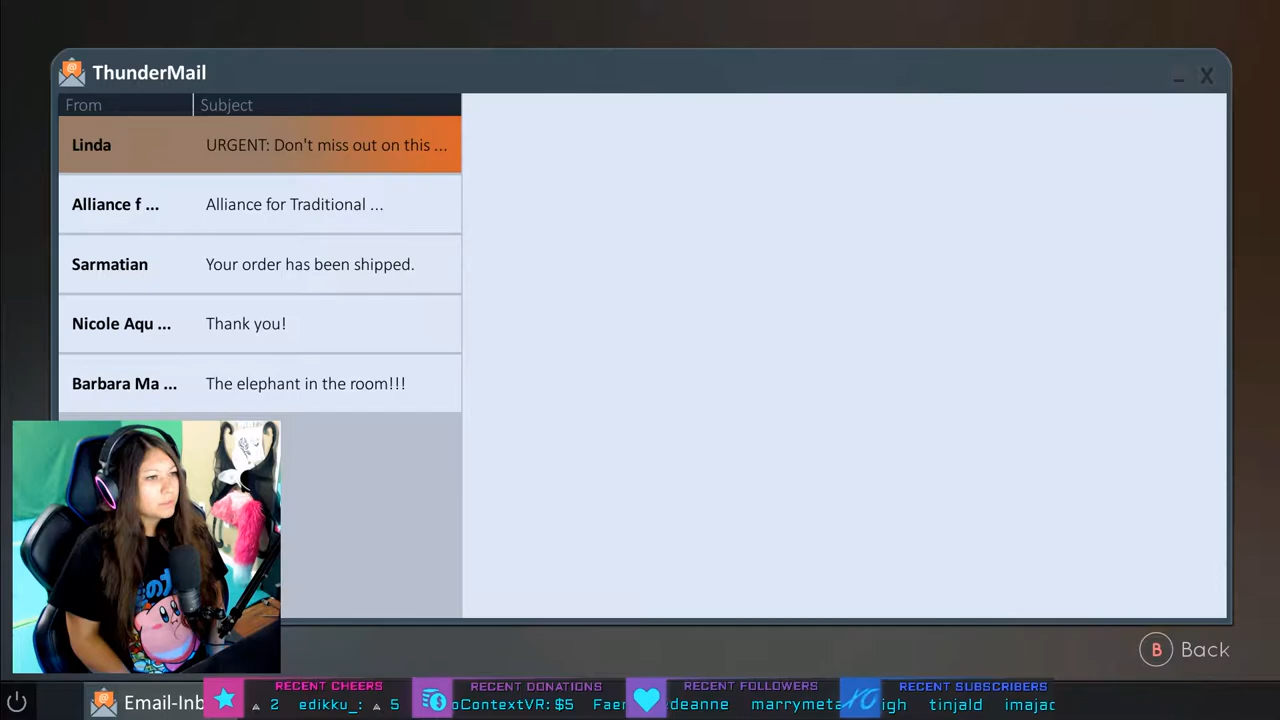 ThunderMail
From Subject
Linda URGENT: Don't miss out on this ...
Alliance f ... Alliance for Traditional ...
Sarmatian Your order has been shipped.
Nicole Aqu ... Thank you!
Barbara Ma ... The elephant in the room!!!
B Back
Email-Inb
RECENT CHEERS
2 edikku_: 5
RECENT DONATIONS
oContextVR: $5 Faer
RECENT FOLLOWERS
deanne marrymeta
RECENT SUBSCRIBERS
igh tinjald imajac